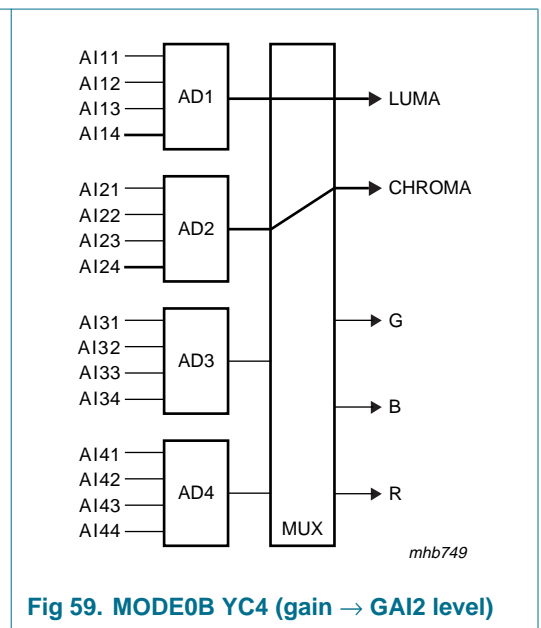 AI11
AI12
AI13
AI14
AD1
LUMA
AI21
AI22
AI23
AI24
AD2
CHROMA
AI31
AI32
AI33
AI34
AD3
G
B
AI41
AI42
AI43
AI44
AD4
R
MUX
mhb749
Fig 59. MODE0B YC4 (gain → GAI2 level)